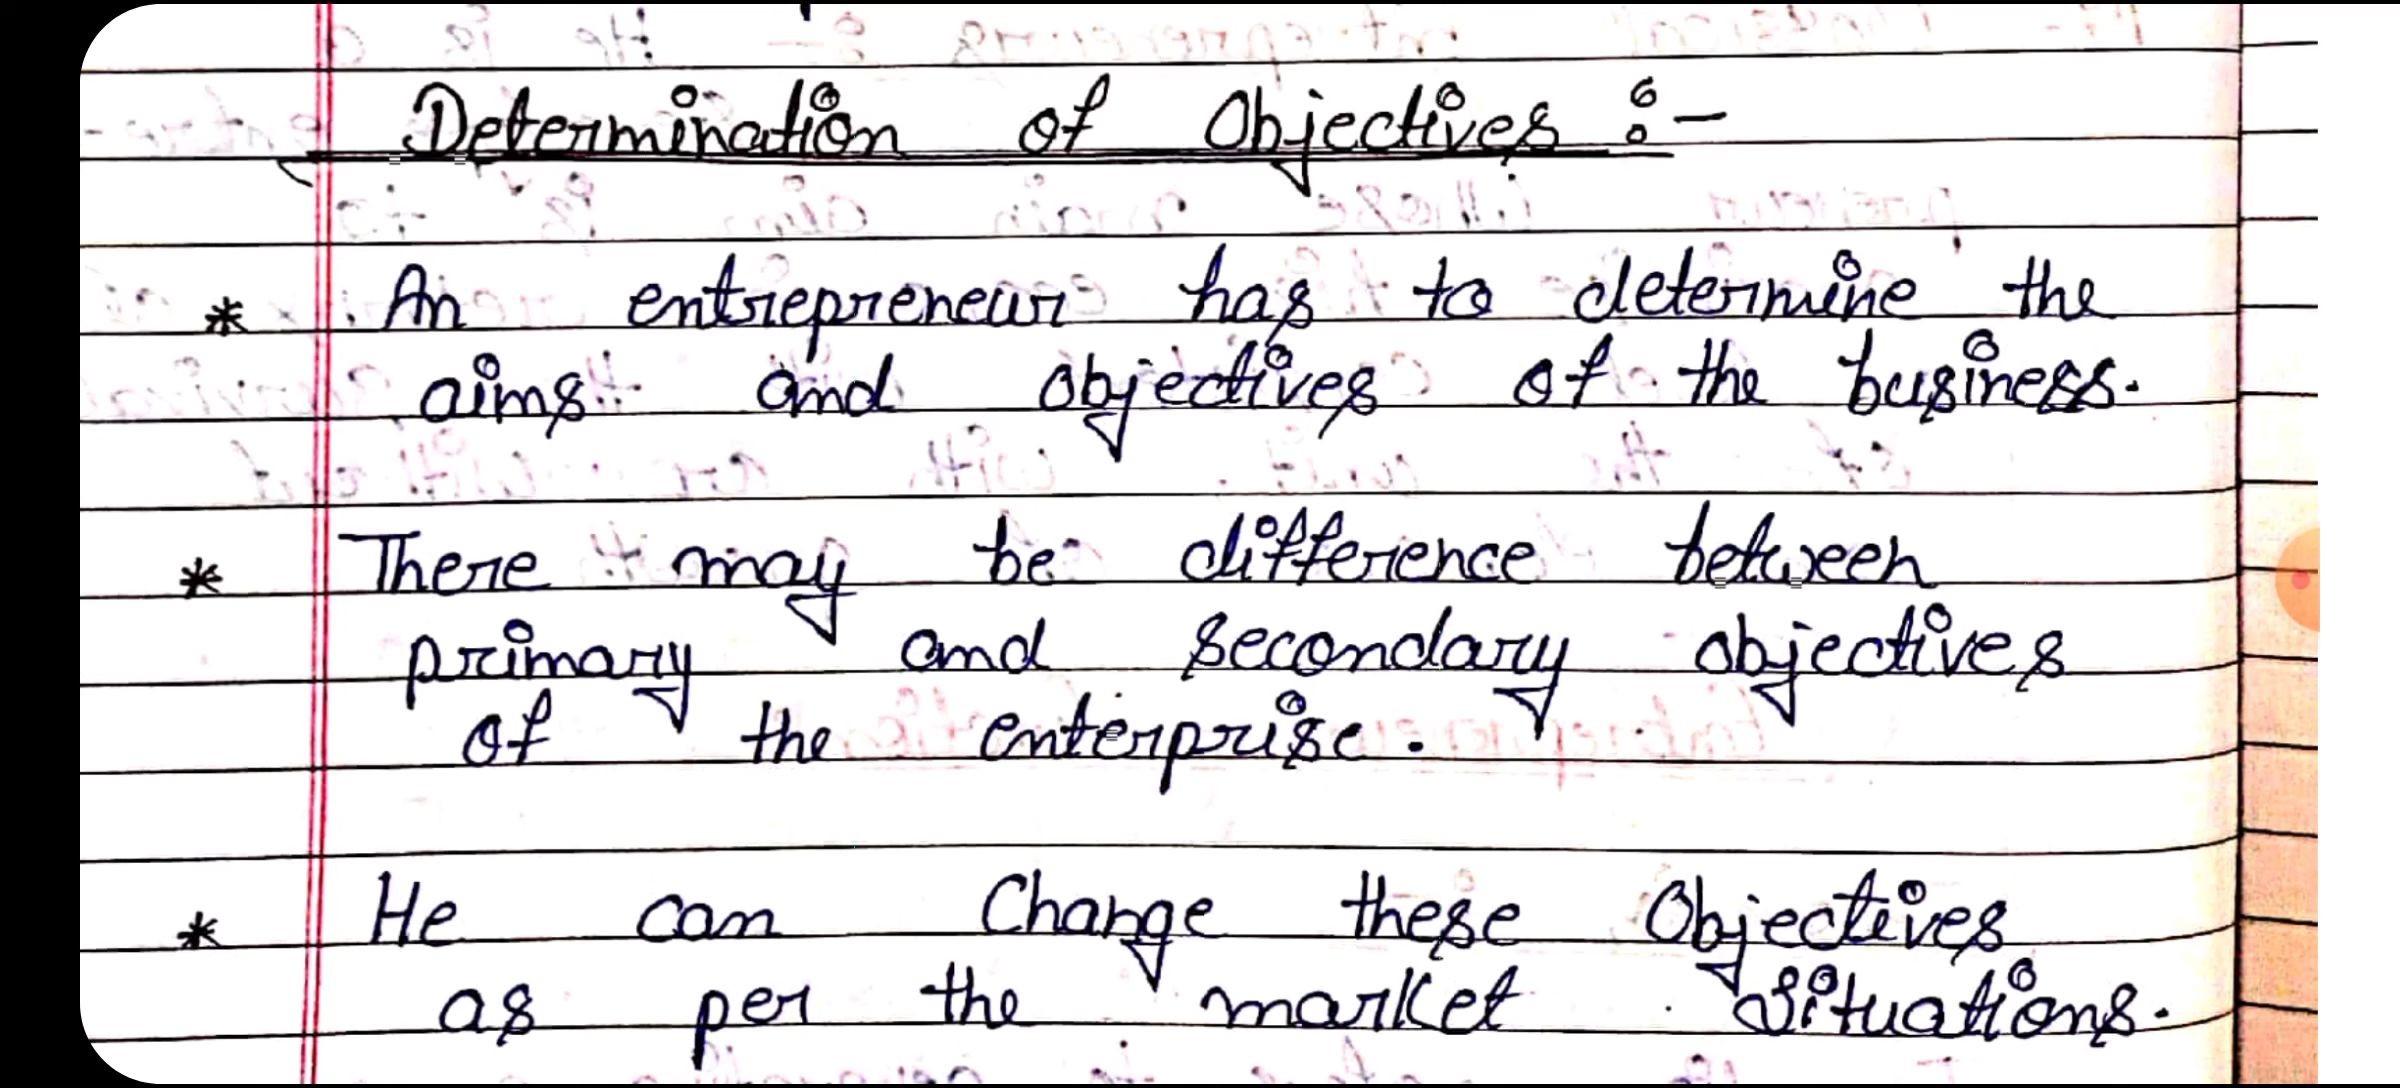 Determination of Objectives :-
* An entrepreneur has to determine the
aims and objectives of the business.
* There may be difference between
primary and secondary objectives
of the enterprise.
* He can Change these Objectives
as per the market situations.